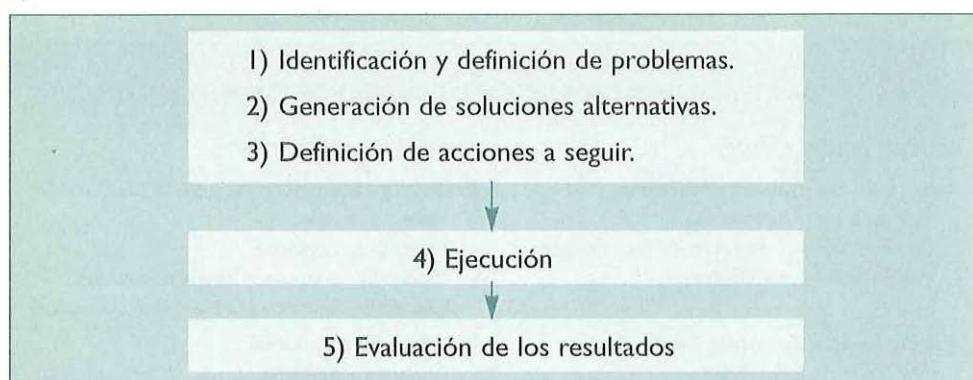 1) Identificación y definición de problemas.
2) Generación de soluciones alternativas.
3) Definición de acciones a seguir.
4) Ejecución
5) Evaluación de los resultados